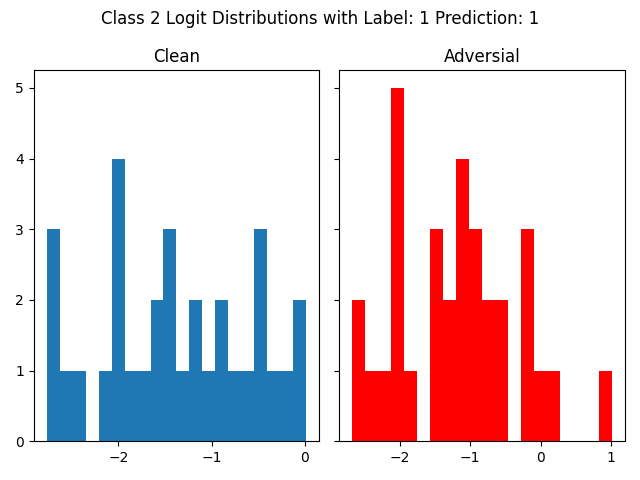 Class 2 Logit Distributions with Label: 1 Prediction: 1
Clean
Adversial
5
4
3
2
1
0
−2 −1 0
−2 −1 0 1